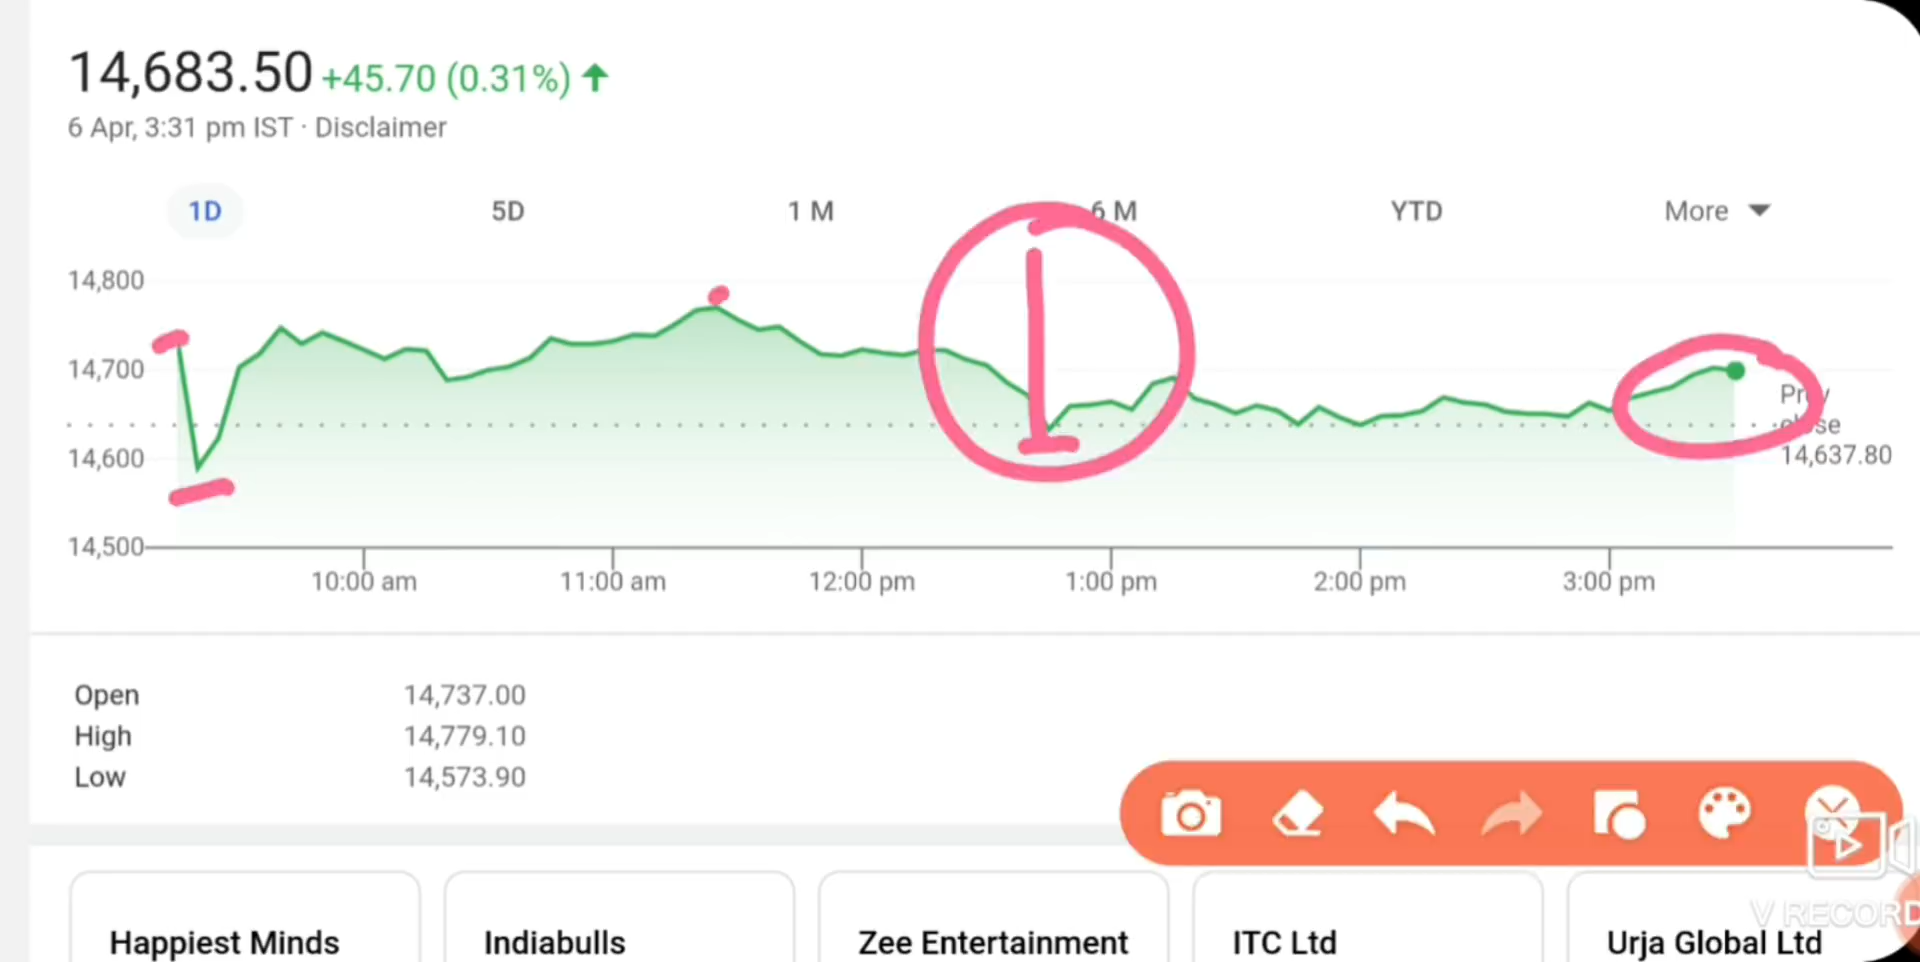 14,683.50 +45.70 (0.31%) ↑
6 Apr, 3:31 pm IST · Disclaimer
1D 5D 1 M 6 M YTD More
14,800
14,700
14,600
14,500
Prev
close
14,637.80
10:00 am 11:00 am 12:00 pm 1:00 pm 2:00 pm 3:00 pm
Open 14,737.00
High 14,779.10
Low 14,573.90
V RECORD
Happiest Minds Indiabulls Zee Entertainment ITC Ltd Urja Global Ltd